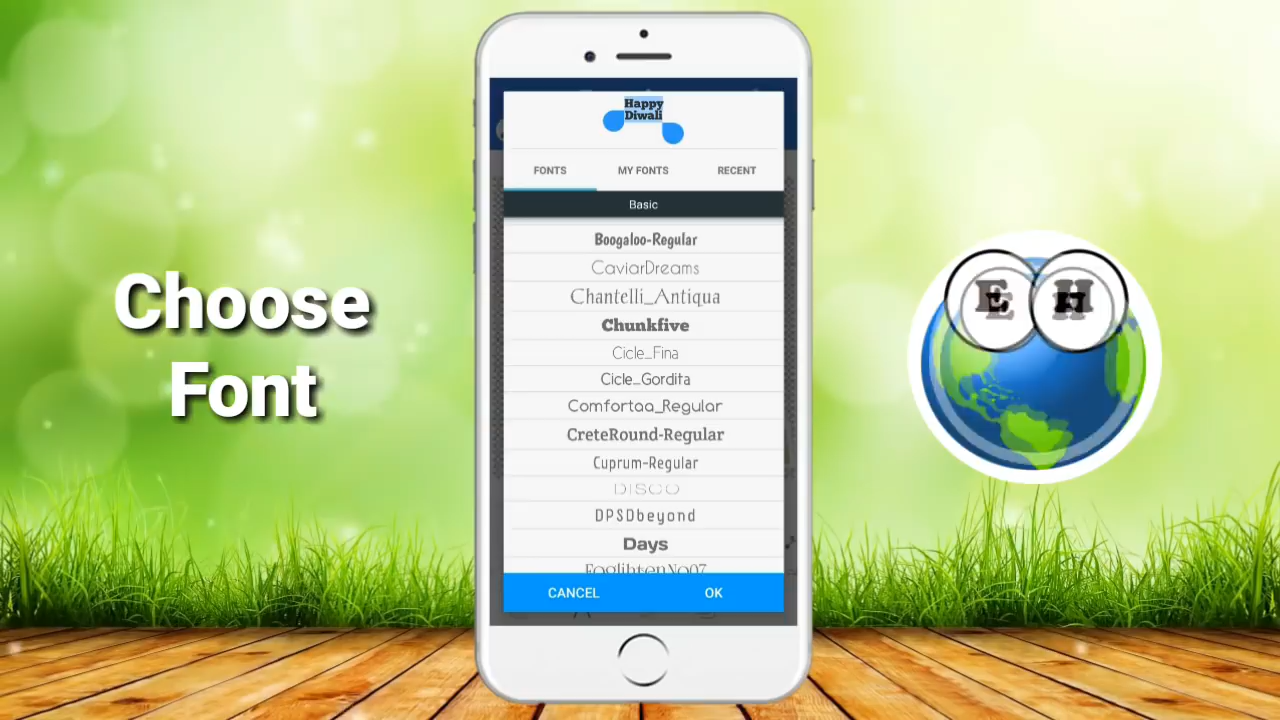 Choose
Font
Happy
Diwali
FONTS MY FONTS RECENT
Basic
Boogaloo-Regular
CaviarDreams
Chantelli_Antiqua
Chunkfive
Cicle_Fina
Cicle_Gordita
Comfortaa_Regular
CreteRound-Regular
Cuprum-Regular
DISCO
DPSDbeyond
Days
FoglihtenNo07
CANCEL OK
E H